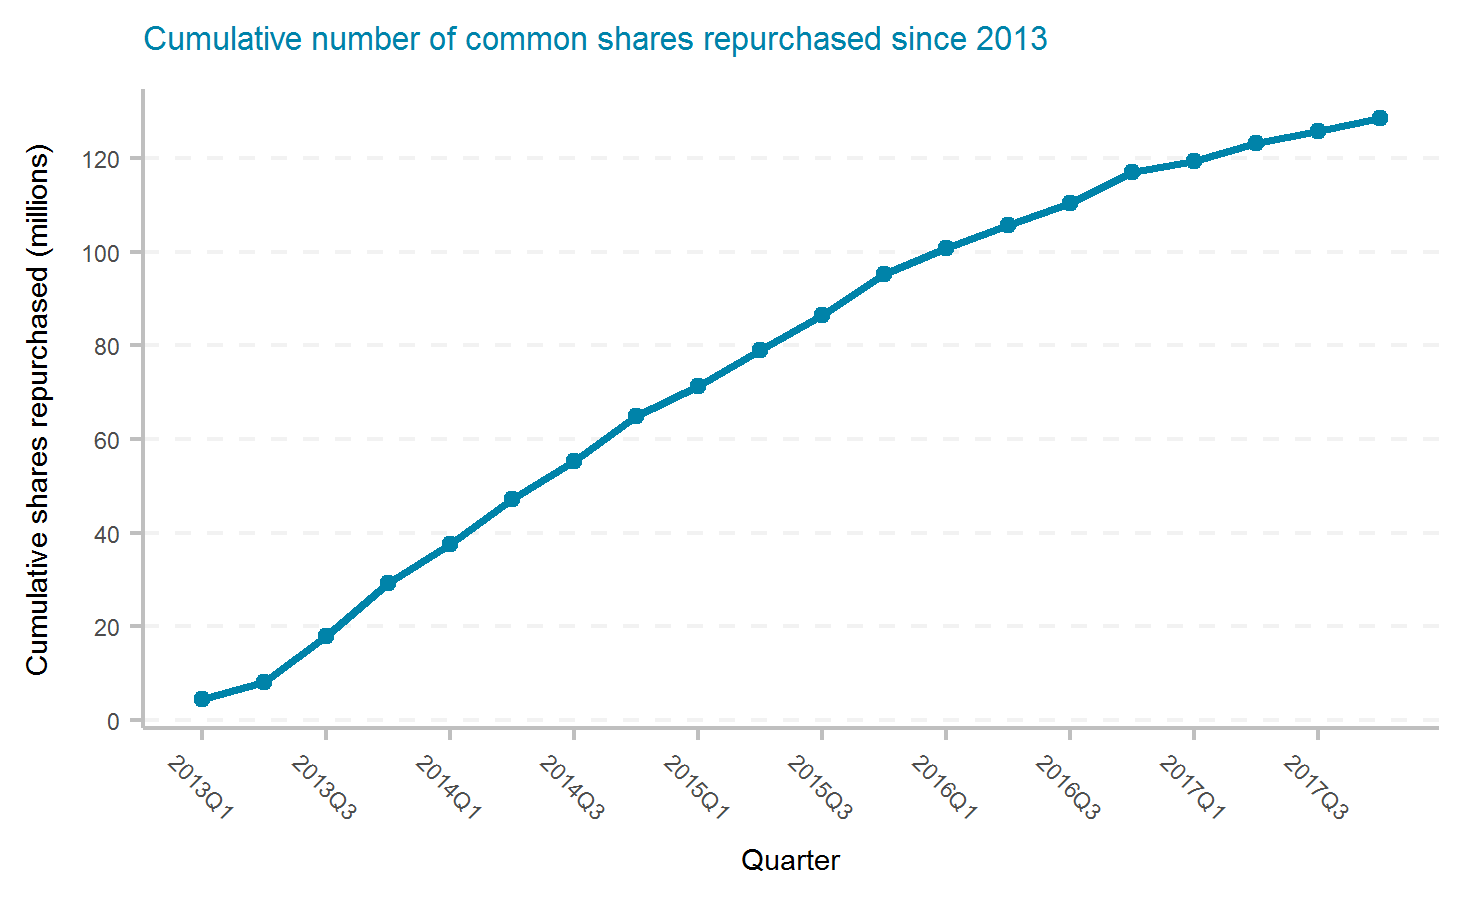 Cumulative number of common shares repurchased since 2013
Cumulative shares repurchased (millions)
120
100
80
60
40
20
0
2013Q1
2013Q3
2014Q1
2014Q3
2015Q1
2015Q3
2016Q1
2016Q3
2017Q1
2017Q3
Quarter